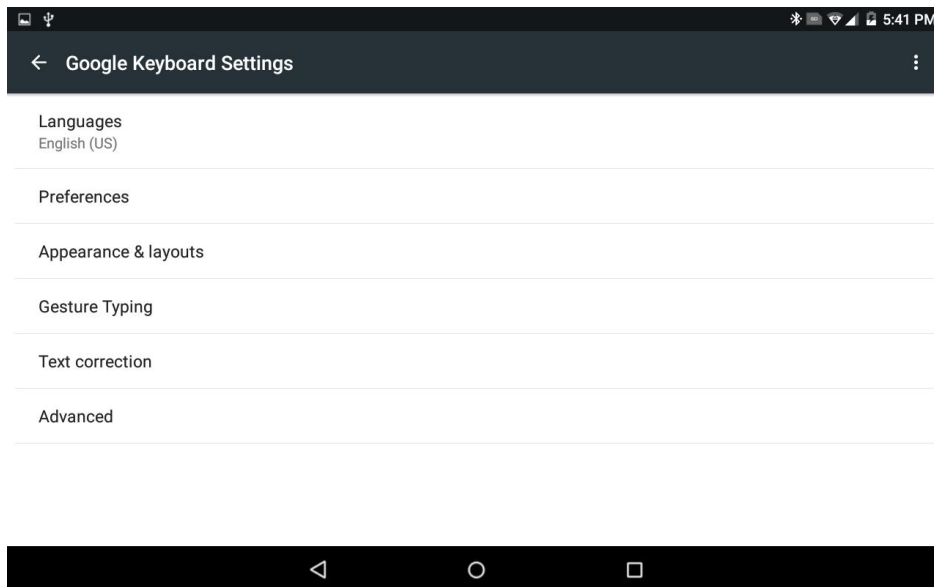 5:41 PM
Google Keyboard Settings
Languages
English (US)
Preferences
Appearance & layouts
Gesture Typing
Text correction
Advanced